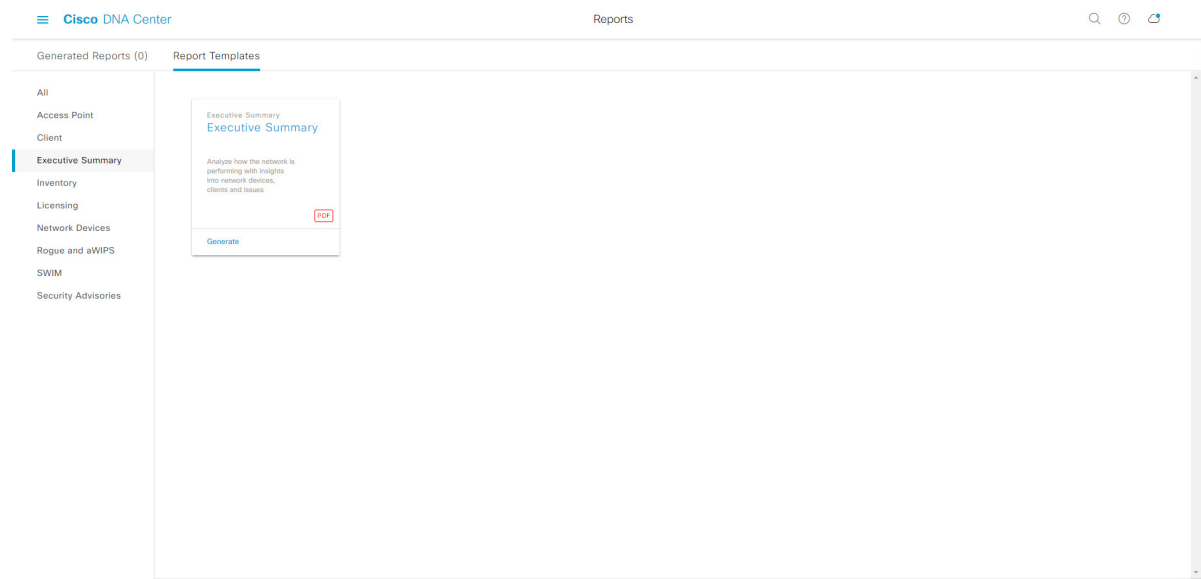 Cisco DNA Center
Reports
Generated Reports (0)
Report Templates
All
Access Point
Client
Executive Summary
Inventory
Licensing
Network Devices
Rogue and aWIPS
SWIM
Security Advisories
Executive Summary
Executive Summary
Analyze how the network is
performing with insights
into network devices,
clients and issues
PDF
Generate